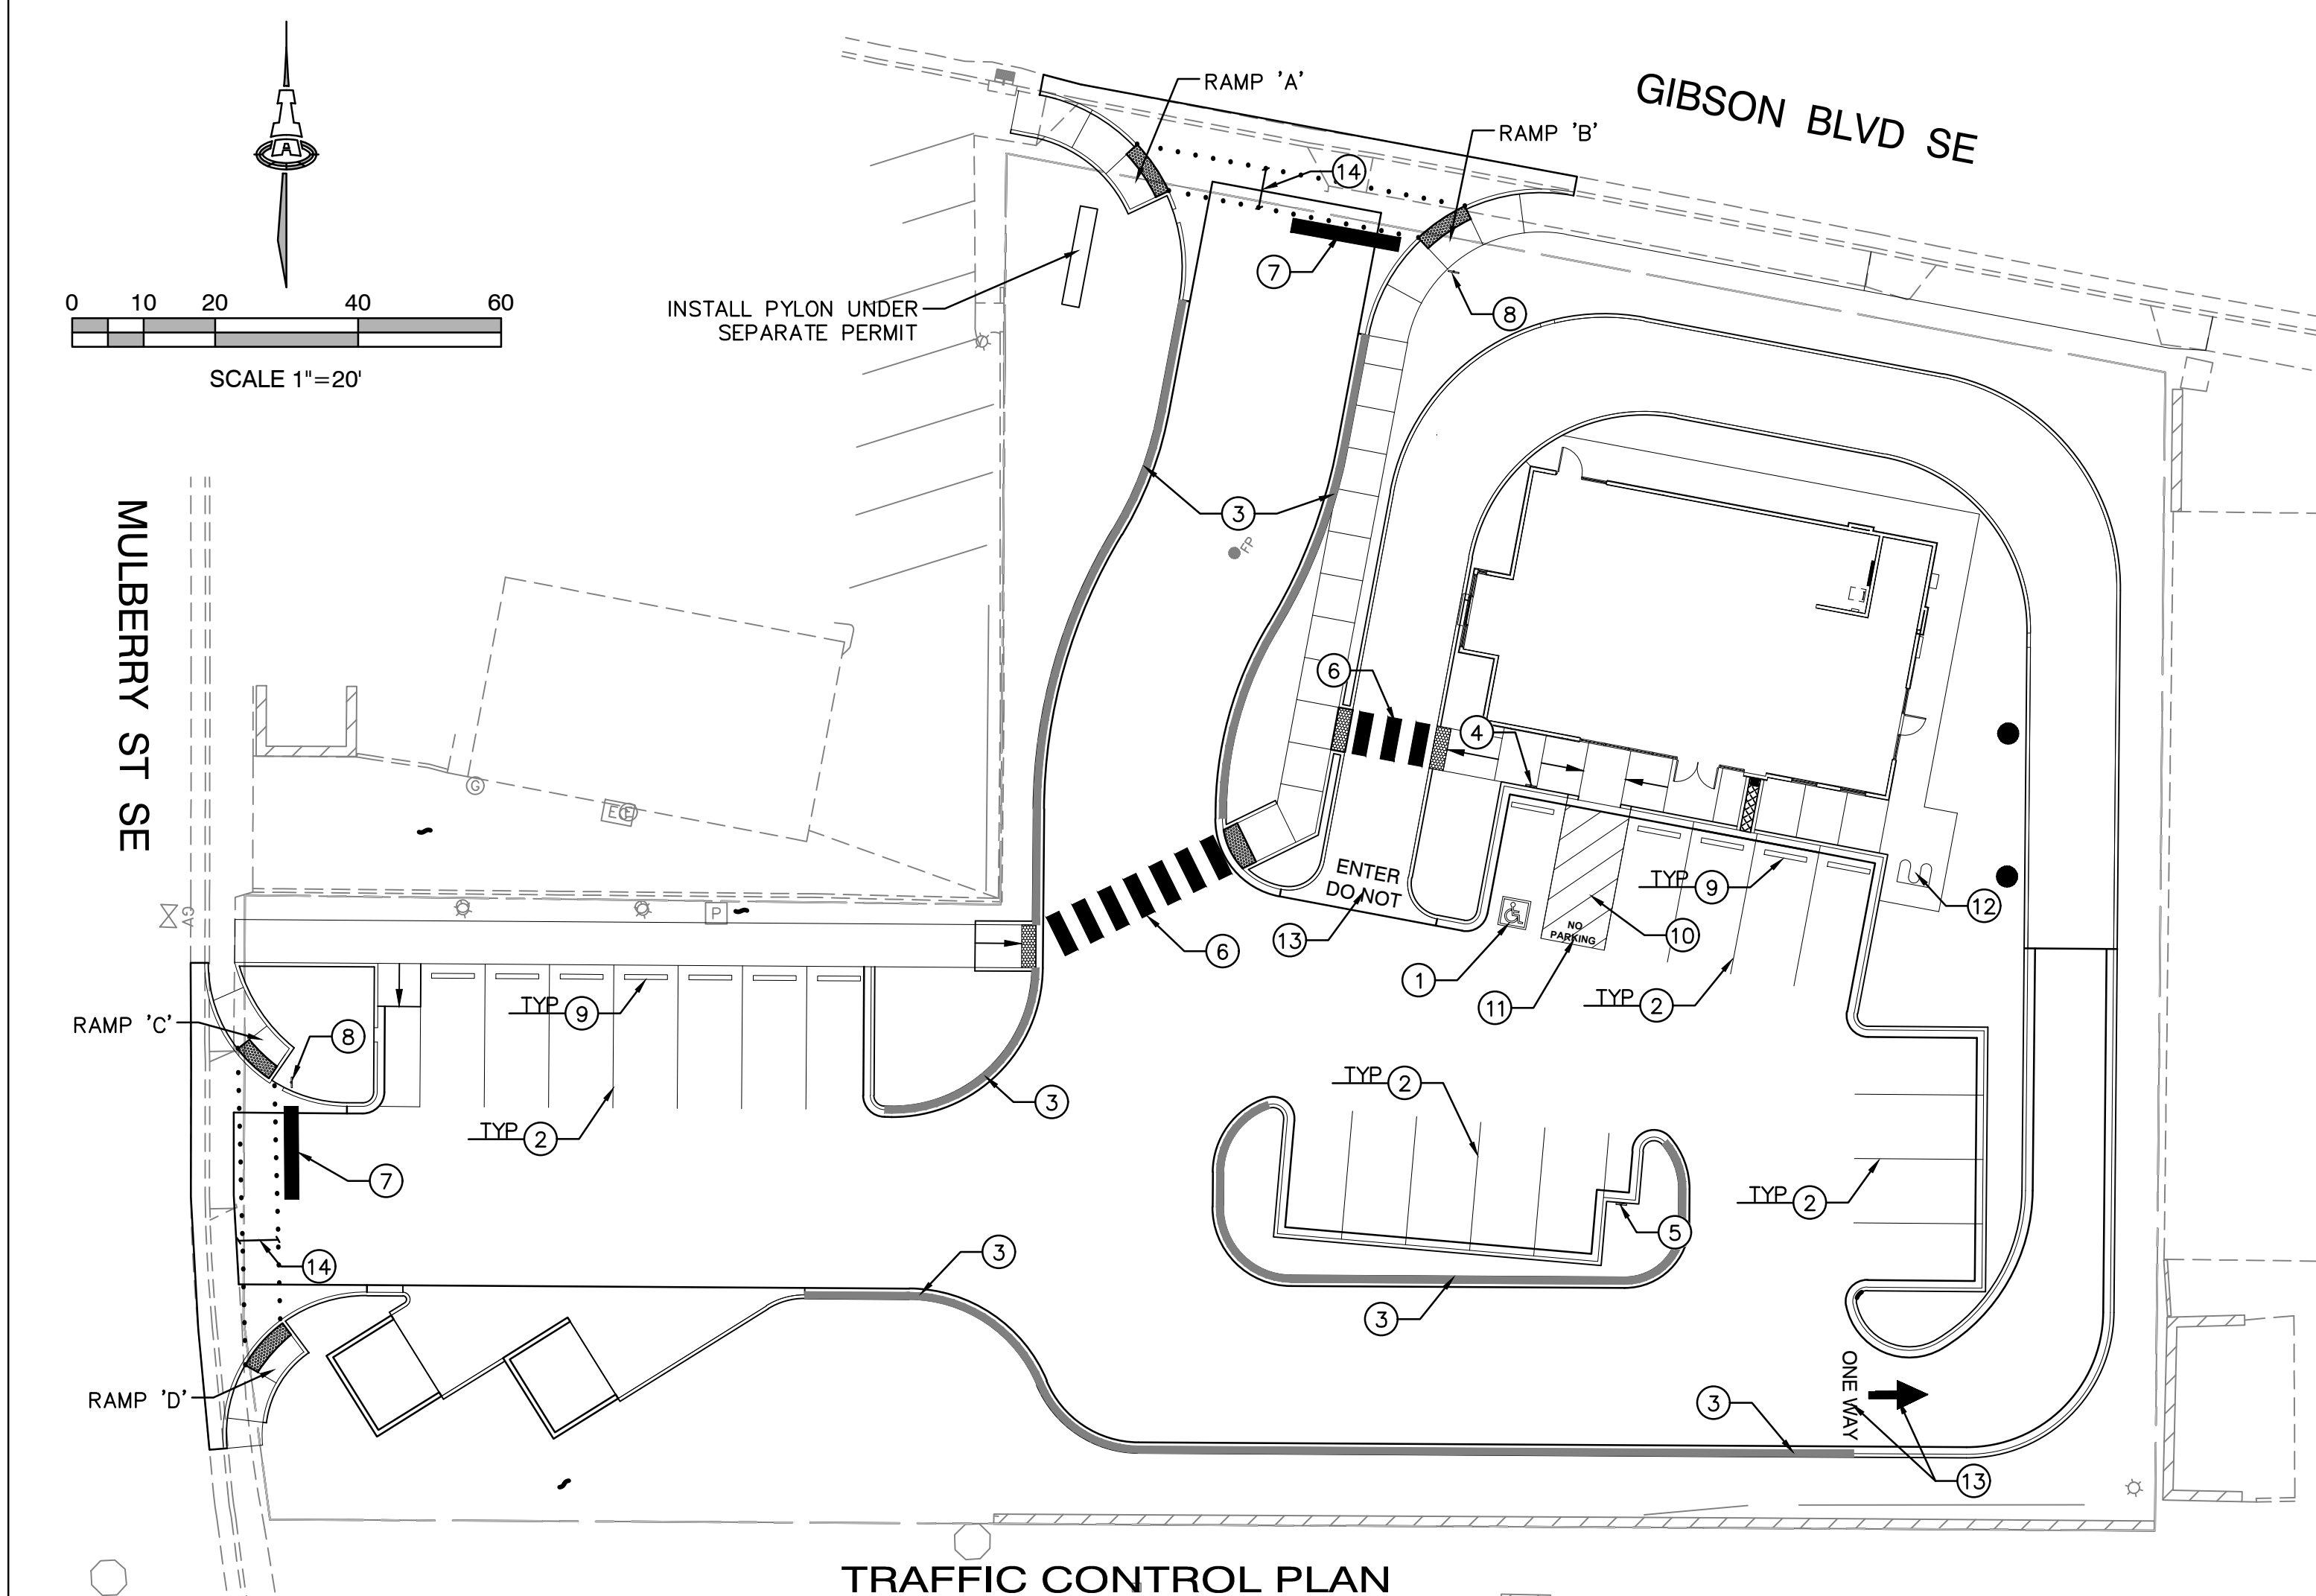 RAMP 'A'
GIBSON BLVD SE
RAMP 'B'
14
7
8
0 10 20 40 60
SCALE 1"=20'
INSTALL PYLON UNDER
SEPARATE PERMIT
MULBERRY ST SE
3
FP
6
4
G
E
P
GV
ENTER
DO NOT
13
6
1
NO
PARKING
11
10
TYP 9
12
TYP 2
TYP 9
TYP 2
RAMP 'C'
8
3
7
14
TYP 2
TYP 2
5
3
3
RAMP 'D'
ONE WAY
3
13
TRAFFIC CONTROL PLAN